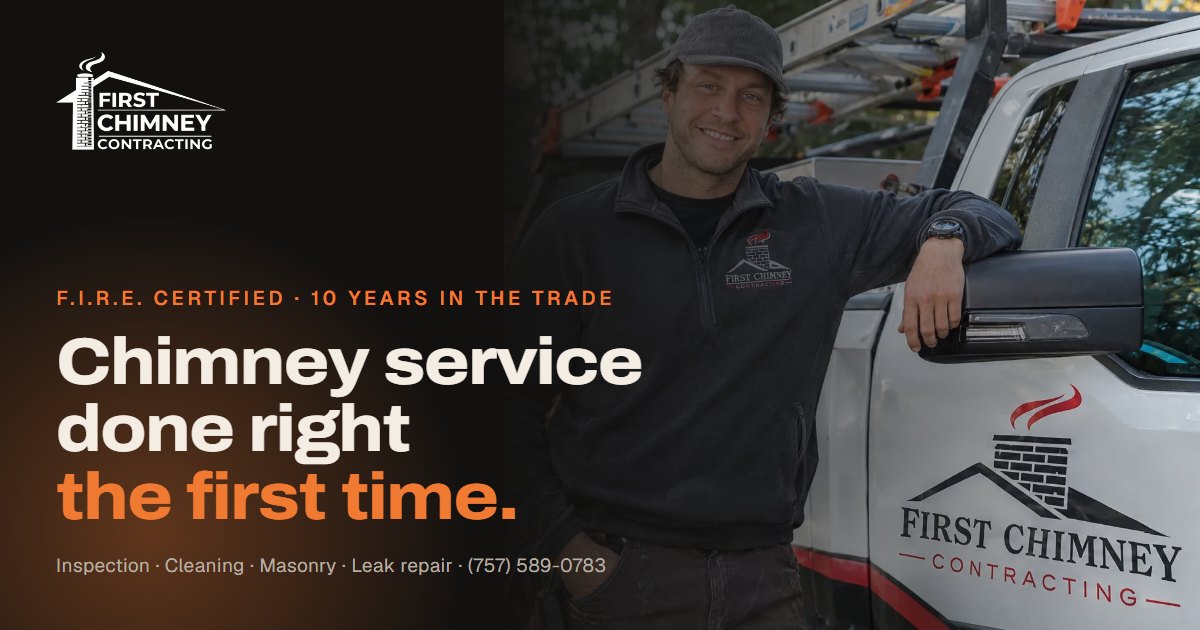 FIRST
CHIMNEY
CONTRACTING
F.I.R.E. CERTIFIED · 10 YEARS IN THE TRADE
Chimney service
done right
the first time.
Inspection · Cleaning · Masonry · Leak repair · (757) 589-0783
FIRST CHIMNEY
CONTRACTING
FIRST CHIMNEY
CONTRACTING